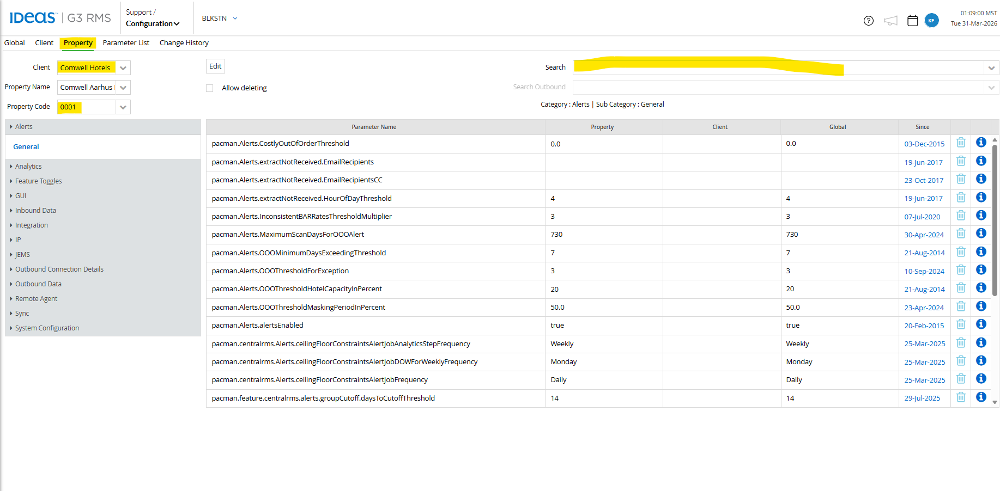 IDeaS™ | G3 RMS
Support /
Configuration
BLKSTN
?
KF
01:09:00 MST
Tue 31-Mar-2026
Global Client Property Parameter List Change History
Client Comwell Hotels
Edit
Search
Property Name Comwell Aarhus
Allow deleting
Search Outbound
Property Code 0001
Category : Alerts | Sub Category : General
Alerts
General
Analytics
Feature Toggles
GUI
Inbound Data
Integration
IP
JEMS
Outbound Connection Details
Outbound Data
Remote Agent
Sync
System Configuration
Parameter Name Property Client Global Since
pacman.Alerts.CostlyOutOfOrderThreshold 0.0 0.0 03-Dec-2015
pacman.Alerts.extractNotReceived.EmailRecipients 19-Jun-2017
pacman.Alerts.extractNotReceived.EmailRecipientsCC 23-Oct-2017
pacman.Alerts.extractNotReceived.HourOfDayThreshold 4 4 19-Jun-2017
pacman.Alerts.InconsistentBARRatesThresholdMultiplier 3 3 07-Jul-2020
pacman.Alerts.MaximumScanDaysForOOOAlert 730 730 30-Apr-2024
pacman.Alerts.OOOMinimumDaysExceedingThreshold 7 7 21-Aug-2014
pacman.Alerts.OOOThresholdForException 3 3 10-Sep-2024
pacman.Alerts.OOOThresholdHotelCapacityInPercent 20 20 21-Aug-2014
pacman.Alerts.OOOThresholdMaskingPeriodInPercent 50.0 50.0 23-Apr-2024
pacman.Alerts.alertsEnabled true true 20-Feb-2015
pacman.centralrms.Alerts.ceilingFloorConstraintsAlertJobAnalyticsStepFrequency Weekly Weekly 25-Mar-2025
pacman.centralrms.Alerts.ceilingFloorConstraintsAlertJobDOWForWeeklyFrequency Monday Monday 25-Mar-2025
pacman.centralrms.Alerts.ceilingFloorConstraintsAlertJobFrequency Daily Daily 25-Mar-2025
pacman.feature.centralrms.alerts.groupCutoff.daysToCutoffThreshold 14 14 29-Jul-2025